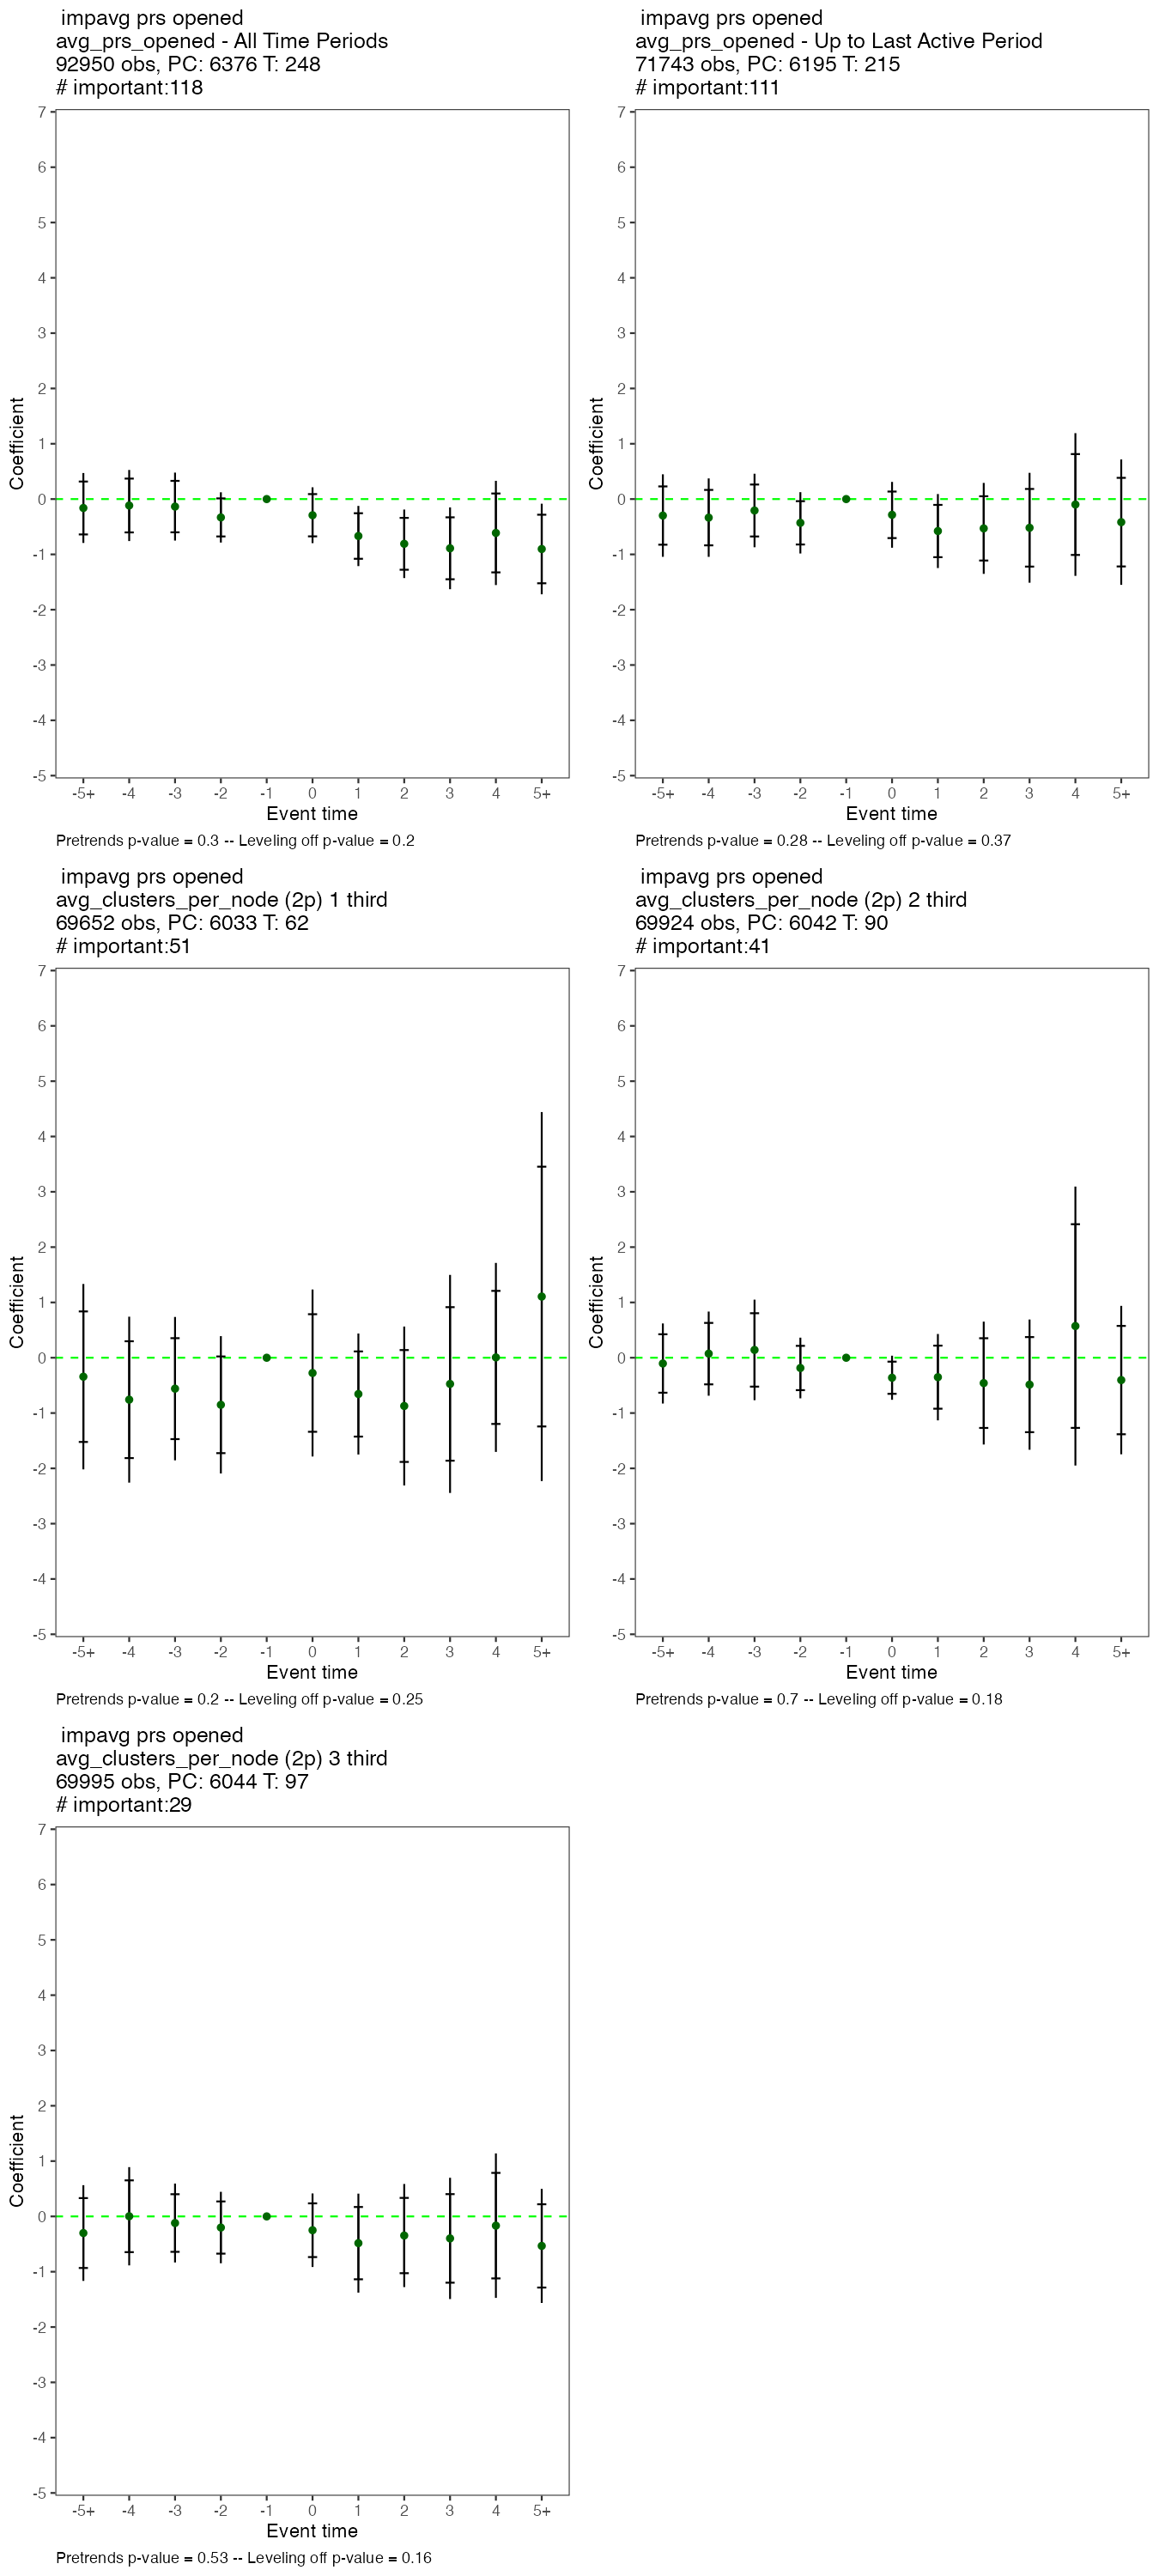 impavg prs opened
avg_prs_opened - All Time Periods
92950 obs, PC: 6376 T: 248
# important:118
7
6
5
4
3
2
1
0
-1
-2
-3
-4
-5
Coefficient
-5+ -4 -3 -2 -1 0 1 2 3 4 5+
Event time
Pretrends p-value = 0.3 -- Leveling off p-value = 0.2
impavg prs opened
avg_prs_opened - Up to Last Active Period
71743 obs, PC: 6195 T: 215
# important:111
7
6
5
4
3
2
1
0
-1
-2
-3
-4
-5
Coefficient
-5+ -4 -3 -2 -1 0 1 2 3 4 5+
Event time
Pretrends p-value = 0.28 -- Leveling off p-value = 0.37
impavg prs opened
avg_clusters_per_node (2p) 1 third
69652 obs, PC: 6033 T: 62
# important:51
7
6
5
4
3
2
1
0
-1
-2
-3
-4
-5
Coefficient
-5+ -4 -3 -2 -1 0 1 2 3 4 5+
Event time
Pretrends p-value = 0.2 -- Leveling off p-value = 0.25
impavg prs opened
avg_clusters_per_node (2p) 2 third
69924 obs, PC: 6042 T: 90
# important:41
7
6
5
4
3
2
1
0
-1
-2
-3
-4
-5
Coefficient
-5+ -4 -3 -2 -1 0 1 2 3 4 5+
Event time
Pretrends p-value = 0.7 -- Leveling off p-value = 0.18
impavg prs opened
avg_clusters_per_node (2p) 3 third
69995 obs, PC: 6044 T: 97
# important:29
7
6
5
4
3
2
1
0
-1
-2
-3
-4
-5
Coefficient
-5+ -4 -3 -2 -1 0 1 2 3 4 5+
Event time
Pretrends p-value = 0.53 -- Leveling off p-value = 0.16